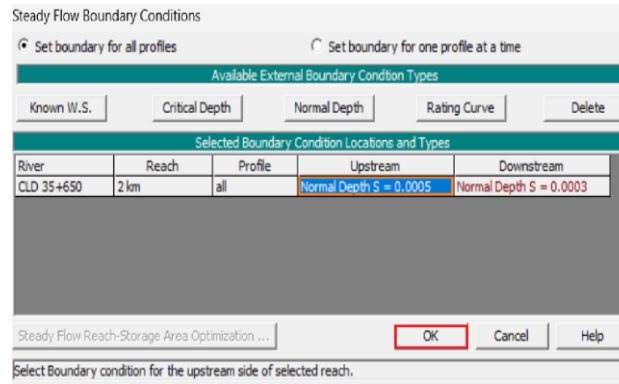 Steady Flow Boundary Conditions
Set boundary for all profiles Set boundary for one profile at a time
Available External Boundary Condtion Types
Known W.S. Critical Depth Normal Depth Rating Curve Delete
Selected Boundary Condition Locations and Types
River Reach Profile Upstream Downstream
CLD 35+650 2 km all Normal Depth S = 0.0005 Normal Depth S = 0.0003
Steady Flow Reach-Storage Area Optimization ... OK Cancel Help
Select Boundary condition for the upstream side of selected reach.